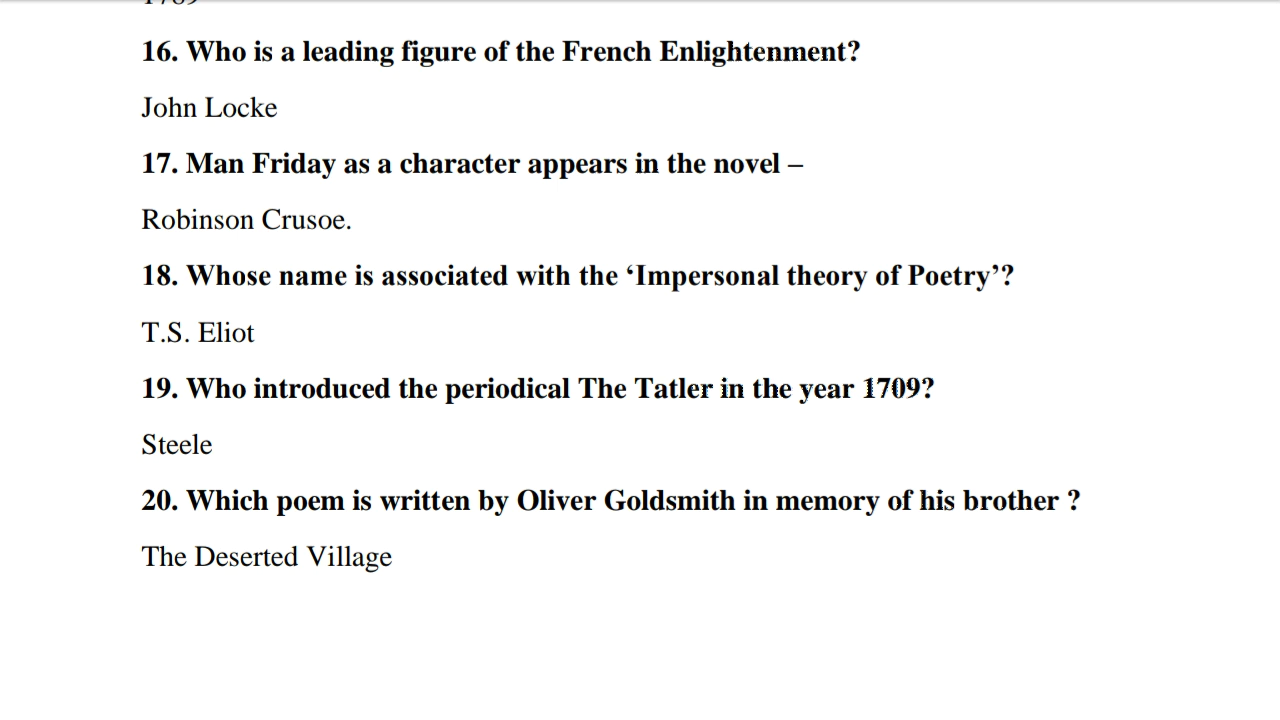 16. Who is a leading figure of the French Enlightenment?
John Locke
17. Man Friday as a character appears in the novel –
Robinson Crusoe.
18. Whose name is associated with the ‘Impersonal theory of Poetry’?
T.S. Eliot
19. Who introduced the periodical The Tatler in the year 1709?
Steele
20. Which poem is written by Oliver Goldsmith in memory of his brother ?
The Deserted Village